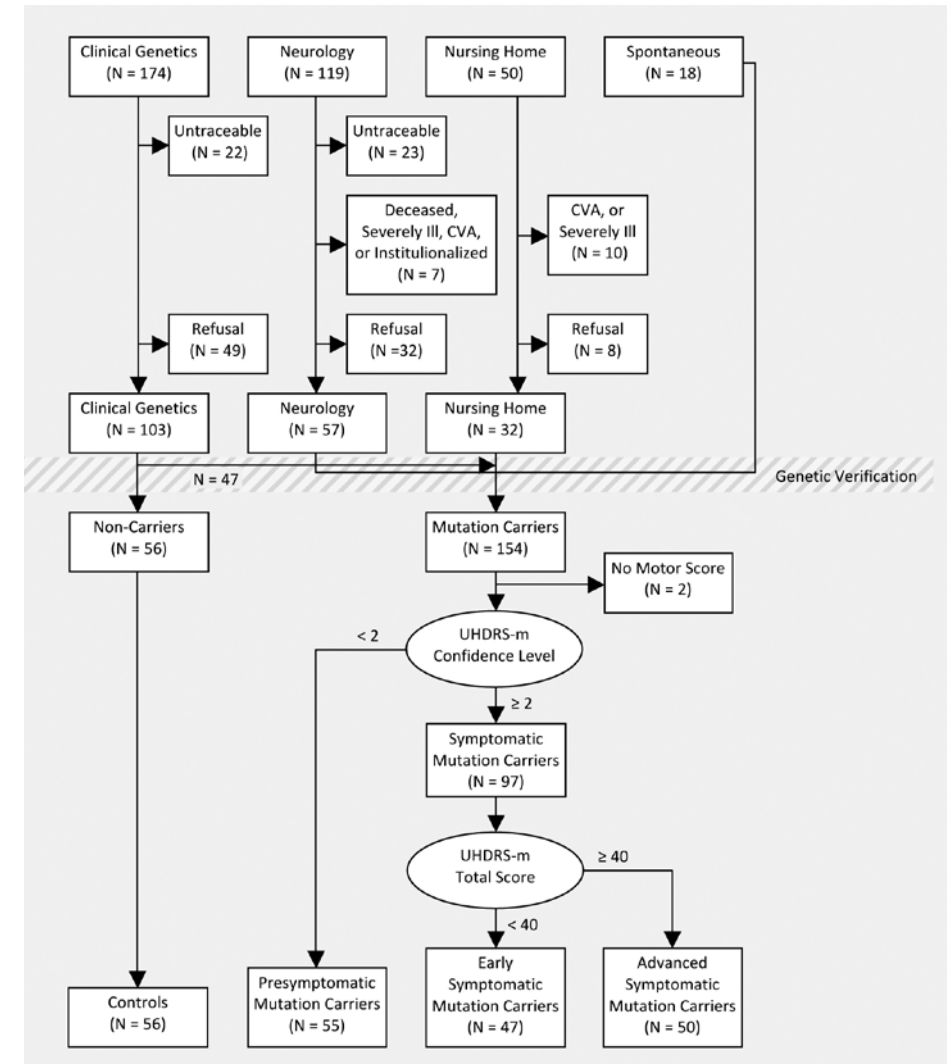 Clinical Genetics
(N = 174)
Neurology
(N = 119)
Nursing Home
(N = 50)
Spontaneous
(N = 18)
Untraceable
(N = 22)
Untraceable
(N = 23)
Deceased,
Severely Ill, CVA,
or Institulionalized
(N = 7)
CVA, or
Severely Ill
(N = 10)
Refusal
(N = 49)
Refusal
(N =32)
Refusal
(N = 8)
Clinical Genetics
(N = 103)
Neurology
(N = 57)
Nursing Home
(N = 32)
N = 47
Genetic Verification
Non-Carriers
(N = 56)
Mutation Carriers
(N = 154)
No Motor Score
(N = 2)
< 2
UHDRS-m
Confidence Level
≥ 2
Symptomatic
Mutation Carriers
(N = 97)
UHDRS-m
Total Score
≥ 40
< 40
Controls
(N = 56)
Presymptomatic
Mutation Carriers
(N = 55)
Early
Symptomatic
Mutation Carriers
(N = 47)
Advanced
Symptomatic
Mutation Carriers
(N = 50)